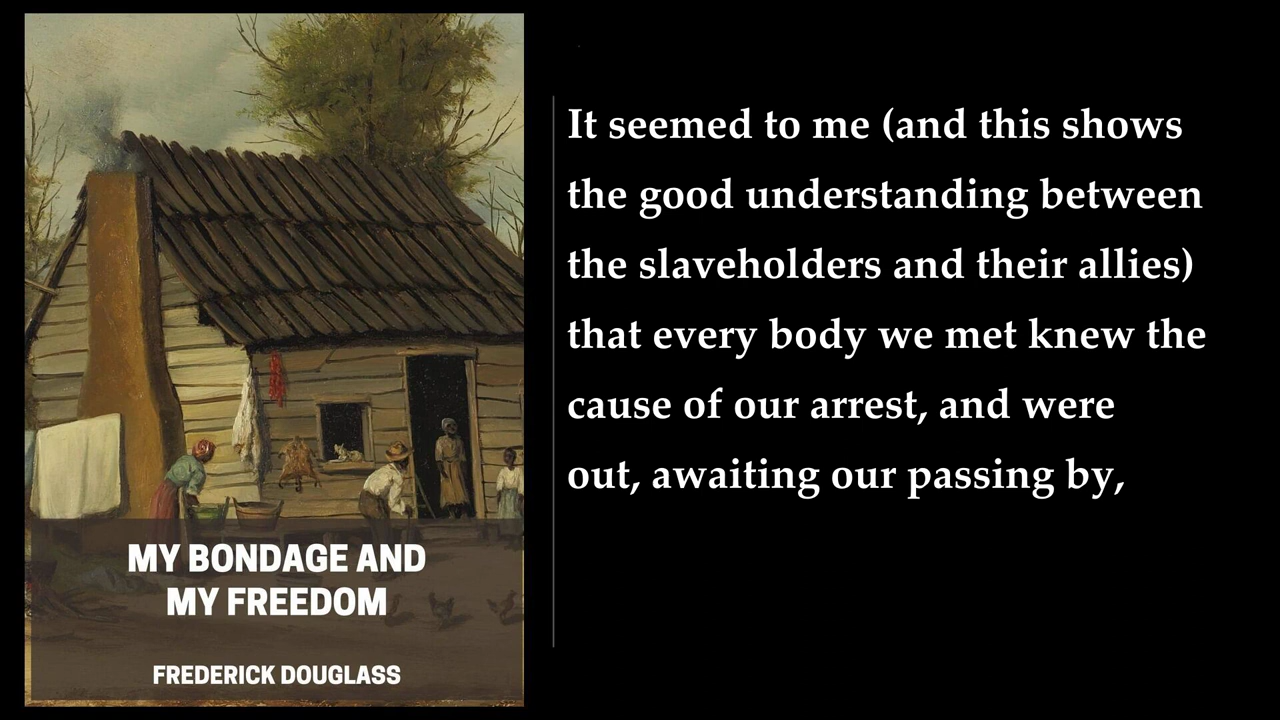 MY BONDAGE AND
MY FREEDOM
FREDERICK DOUGLASS
It seemed to me (and this shows
the good understanding between
the slaveholders and their allies)
that every body we met knew the
cause of our arrest, and were
out, awaiting our passing by,